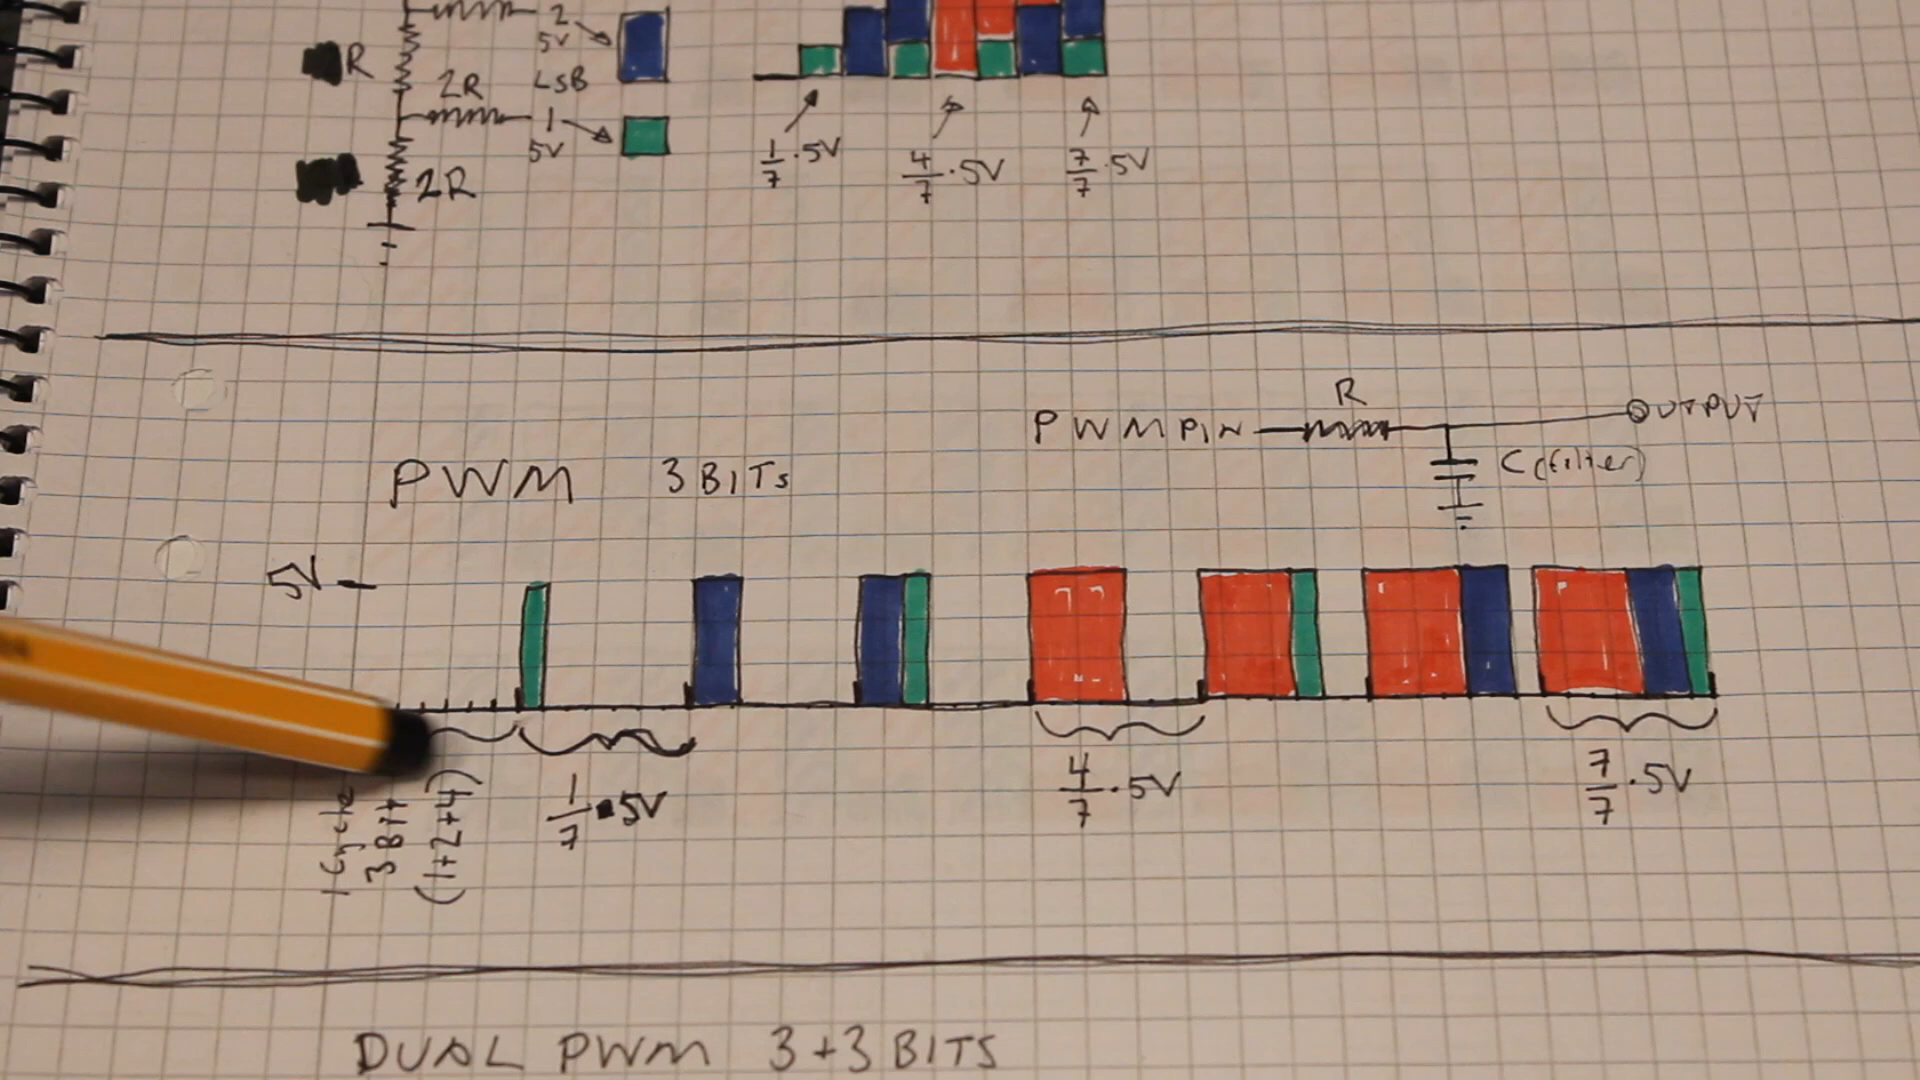 2
5V
R
2R
LSB
1
5V
2R
1/7 · 5V
4/7 · 5V
7/7 · 5V
R
PWM PIN
OUTPUT
C (filter)
PWM 3 BITs
5V
1 Cycle
3 Bit
(1+2+4)
1/7 · 5V
4/7 · 5V
7/7 · 5V
DUAL PWM 3+3 BITS